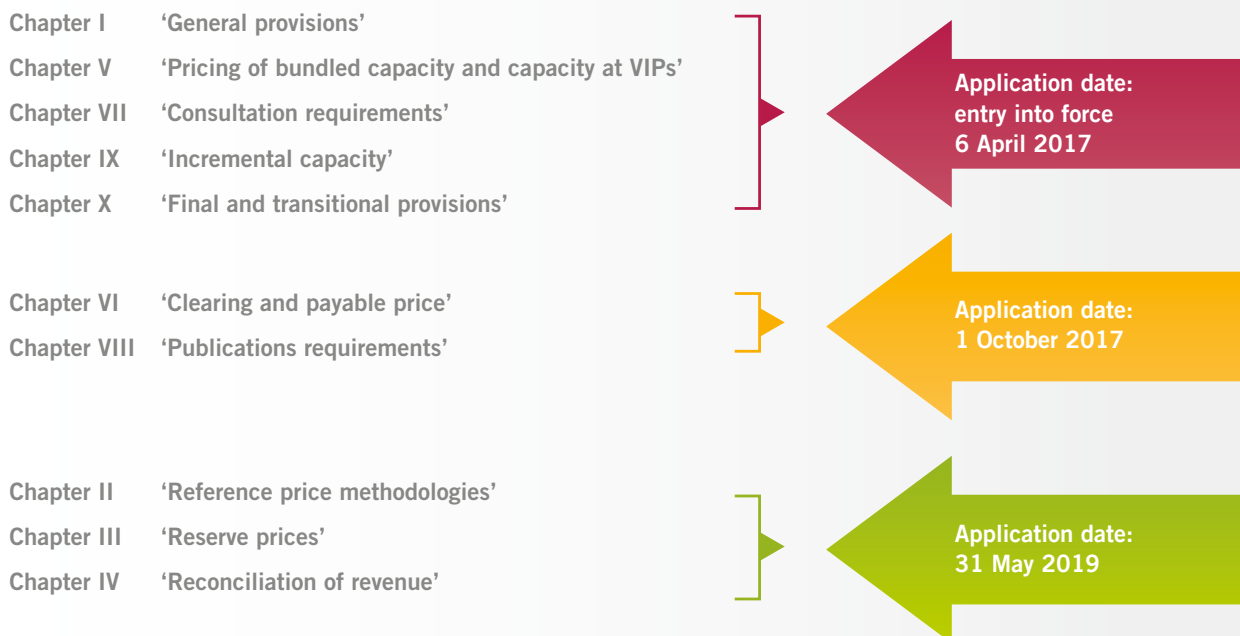 Chapter I ‘General provisions’
Chapter V ‘Pricing of bundled capacity and capacity at VIPs’
Chapter VII ‘Consultation requirements’
Chapter IX ‘Incremental capacity’
Chapter X ‘Final and transitional provisions’
Application date:
entry into force
6 April 2017
Chapter VI ‘Clearing and payable price’
Chapter VIII ‘Publications requirements’
Application date:
1 October 2017
Chapter II ‘Reference price methodologies’
Chapter III ‘Reserve prices’
Chapter IV ‘Reconciliation of revenue’
Application date:
31 May 2019